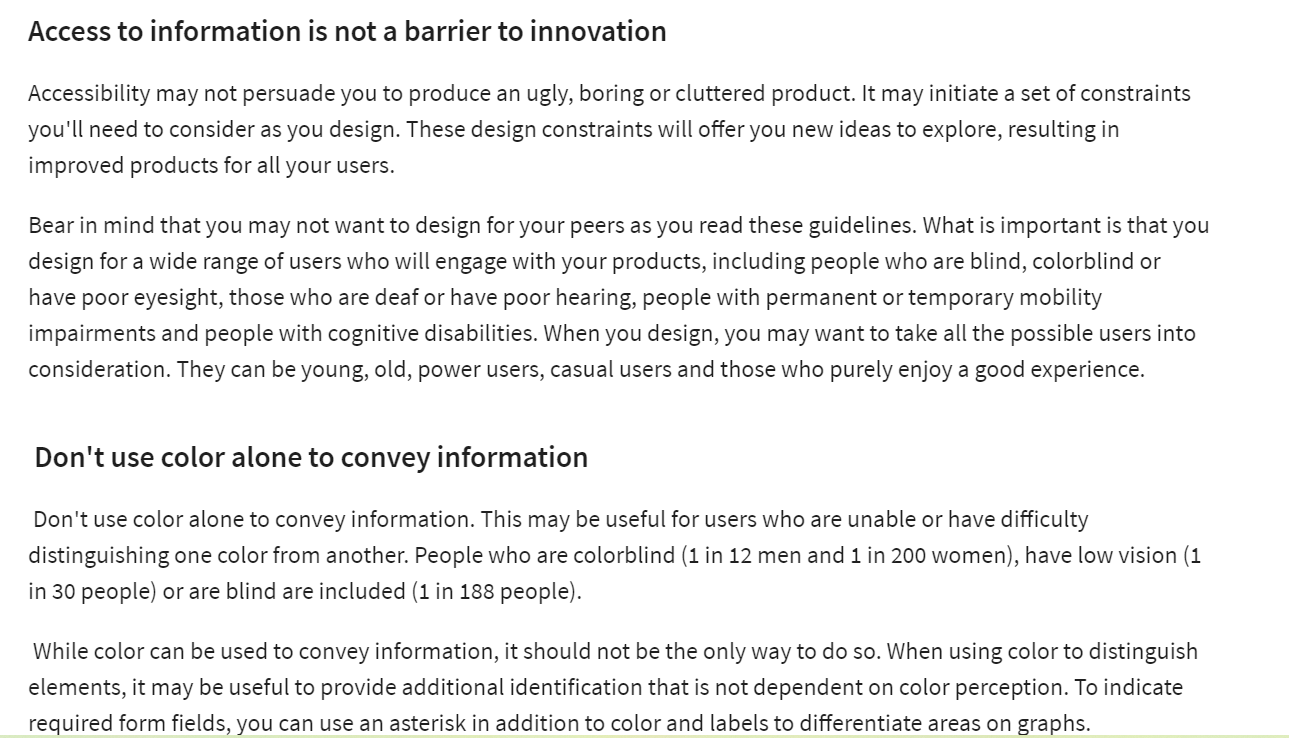 Access to information is not a barrier to innovation
Accessibility may not persuade you to produce an ugly, boring or cluttered product. It may initiate a set of constraints
you'll need to consider as you design. These design constraints will offer you new ideas to explore, resulting in
improved products for all your users.
Bear in mind that you may not want to design for your peers as you read these guidelines. What is important is that you
design for a wide range of users who will engage with your products, including people who are blind, colorblind or
have poor eyesight, those who are deaf or have poor hearing, people with permanent or temporary mobility
impairments and people with cognitive disabilities. When you design, you may want to take all the possible users into
consideration. They can be young, old, power users, casual users and those who purely enjoy a good experience.
Don't use color alone to convey information
Don't use color alone to convey information. This may be useful for users who are unable or have difficulty
distinguishing one color from another. People who are colorblind (1 in 12 men and 1 in 200 women), have low vision (1
in 30 people) or are blind are included (1 in 188 people).
While color can be used to convey information, it should not be the only way to do so. When using color to distinguish
elements, it may be useful to provide additional identification that is not dependent on color perception. To indicate
required form fields, you can use an asterisk in addition to color and labels to differentiate areas on graphs.